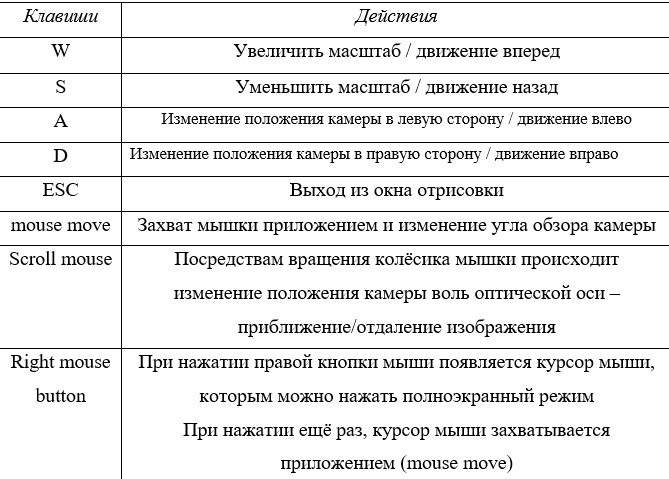 Клавиши Действия
W Увеличить масштаб / движение вперед
S Уменьшить масштаб / движение назад
A Изменение положения камеры в левую сторону / движение влево
D Изменение положения камеры в правую сторону / движение вправо
ESC Выход из окна отрисовки
mouse move Захват мышки приложением и изменение угла обзора камеры
Scroll mouse Посредствам вращения колёсика мышки происходит
изменение положения камеры воль оптической оси –
приближение/отдаление изображения
Right mouse При нажатии правой кнопки мыши появляется курсор мыши,
button которым можно нажать полноэкранный режим
При нажатии ещё раз, курсор мыши захватывается
приложением (mouse move)